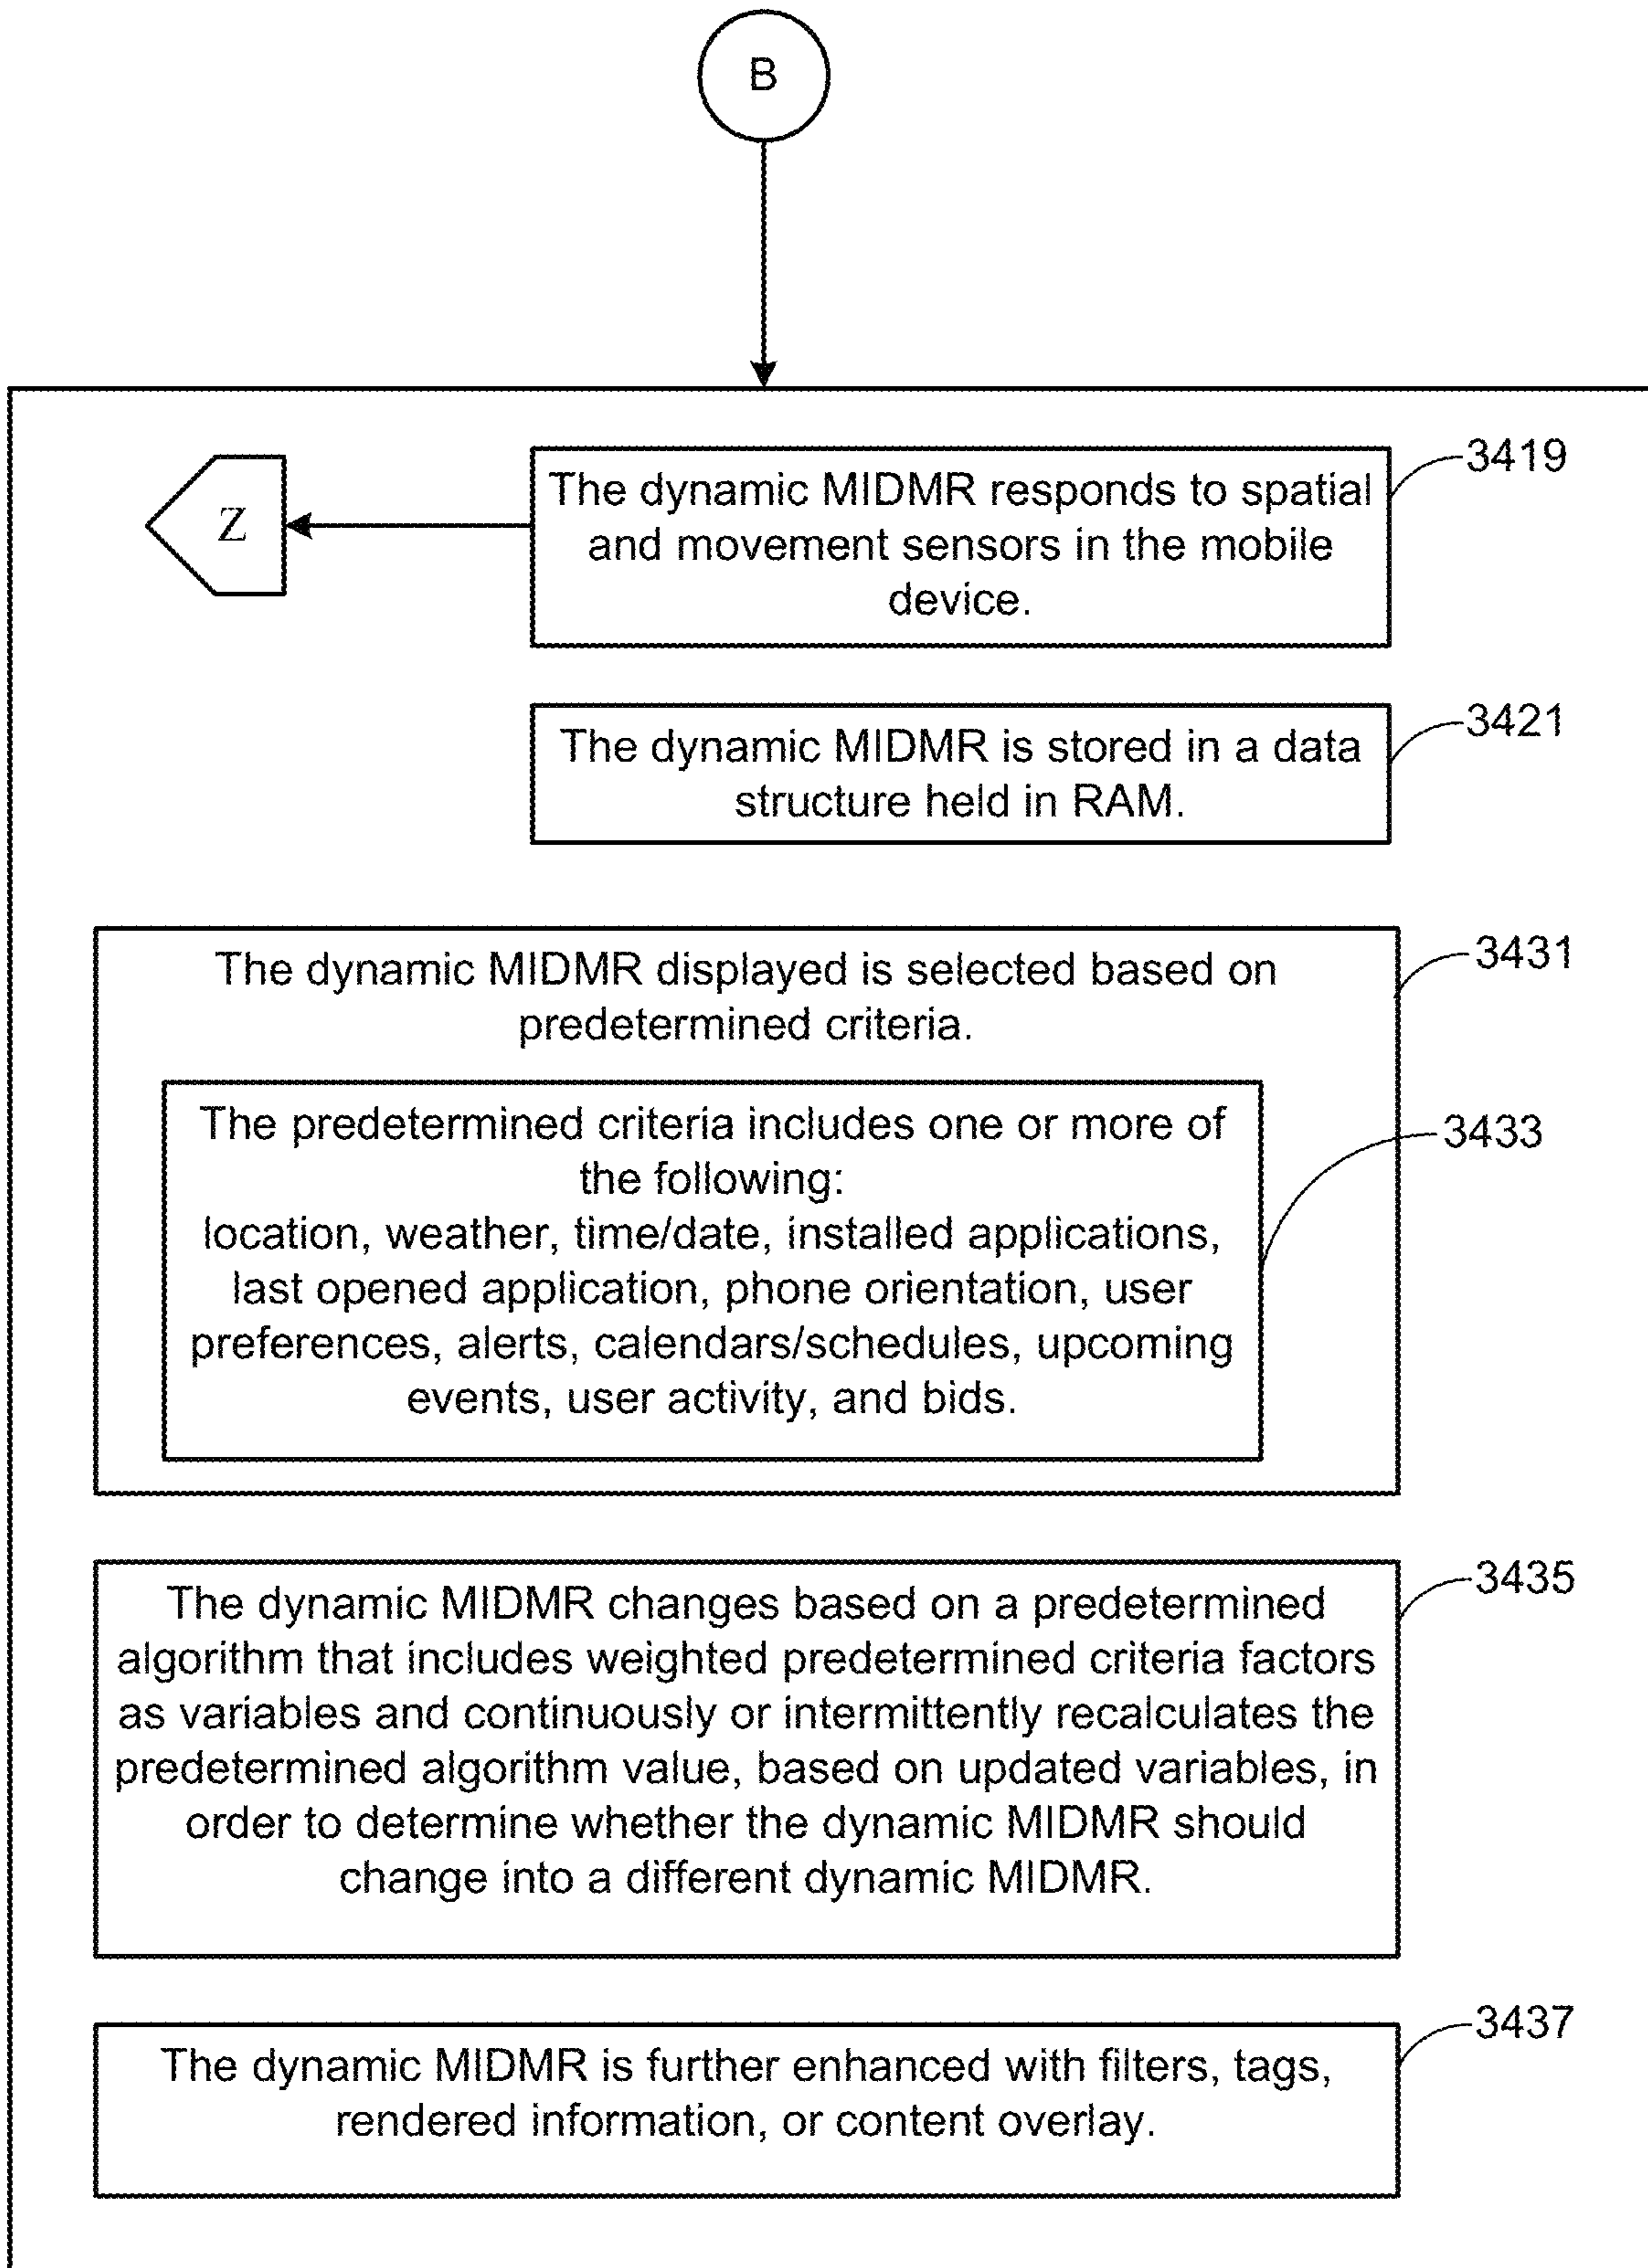 B
Z
The dynamic MIDMR responds to spatial
and movement sensors in the mobile
device.
3419
The dynamic MIDMR is stored in a data
structure held in RAM.
3421
The dynamic MIDMR displayed is selected based on
predetermined criteria.
3431
The predetermined criteria includes one or more of
the following:
location, weather, time/date, installed applications,
last opened application, phone orientation, user
preferences, alerts, calendars/schedules, upcoming
events, user activity, and bids.
3433
The dynamic MIDMR changes based on a predetermined
algorithm that includes weighted predetermined criteria factors
as variables and continuously or intermittently recalculates the
predetermined algorithm value, based on updated variables, in
order to determine whether the dynamic MIDMR should
change into a different dynamic MIDMR.
3435
The dynamic MIDMR is further enhanced with filters, tags,
rendered information, or content overlay.
3437